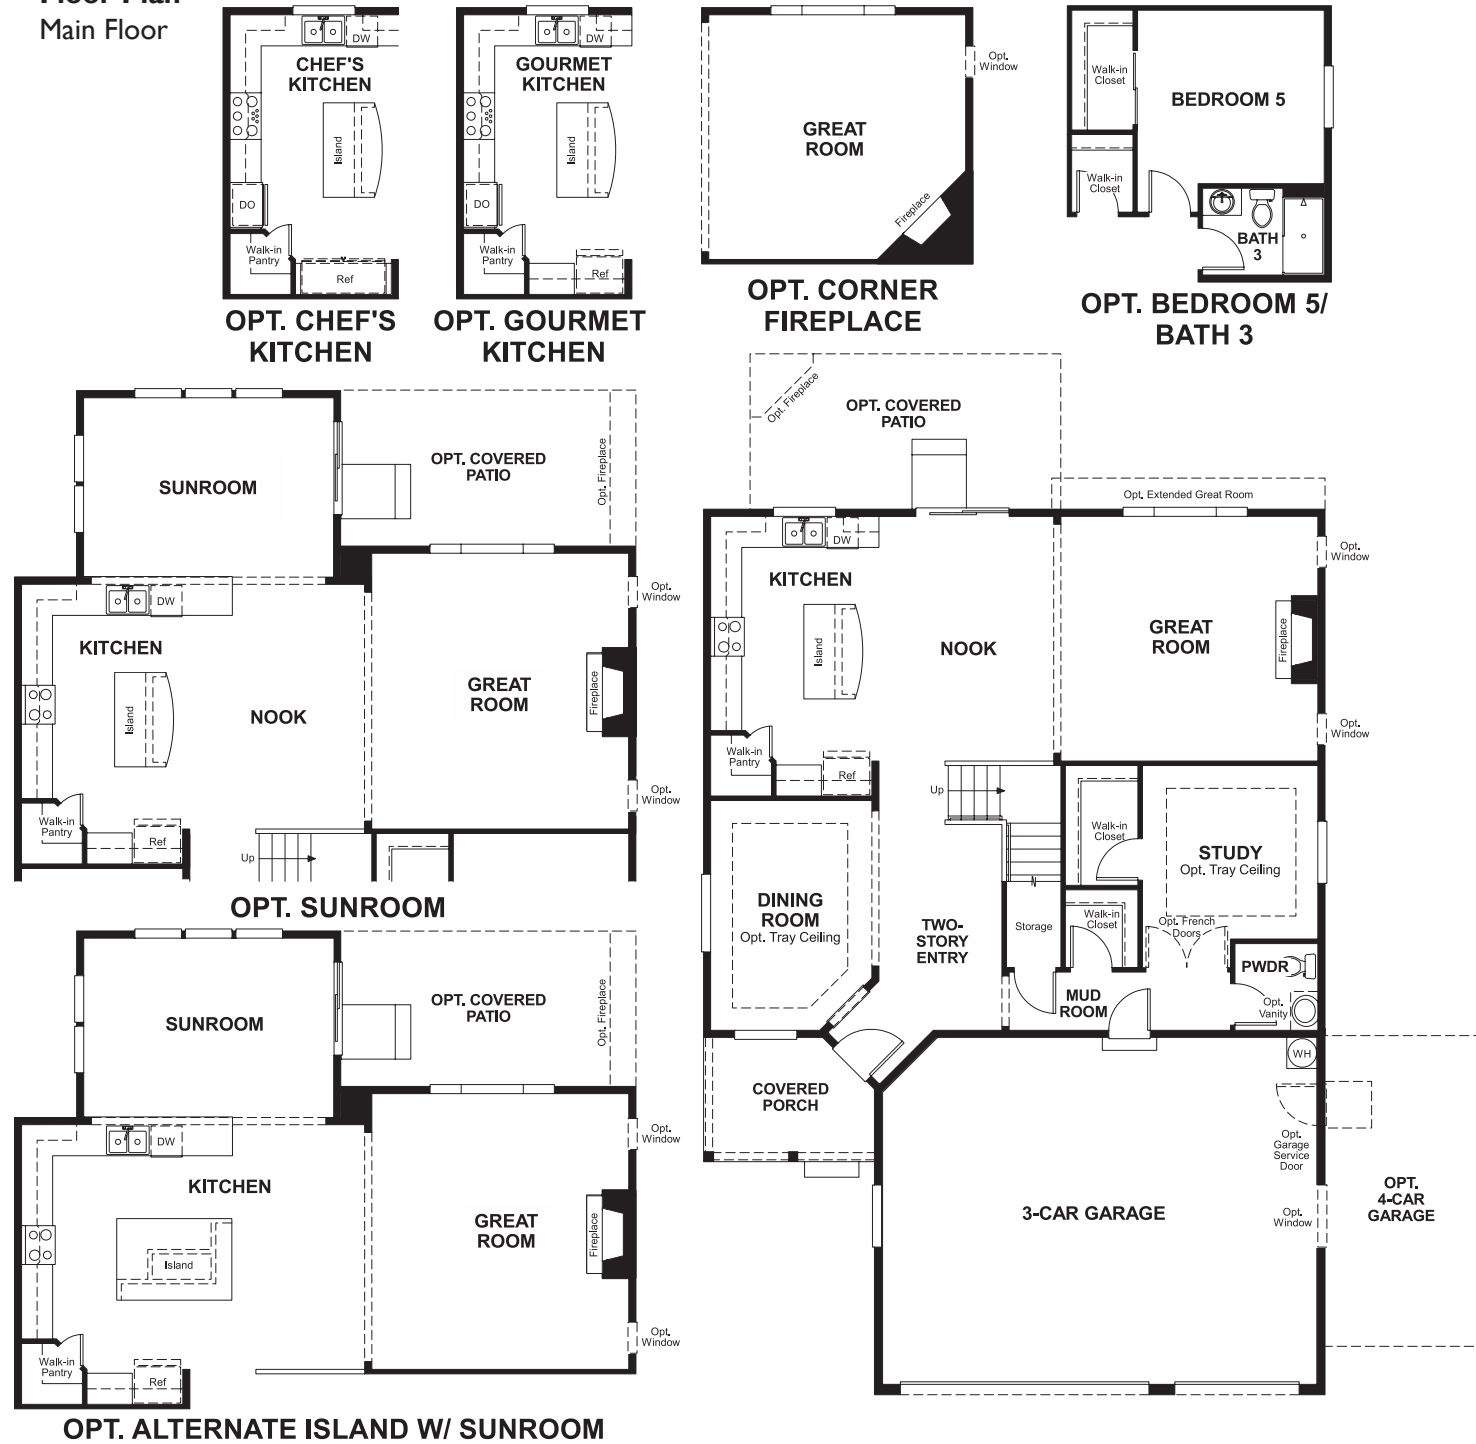 Floor Plan
Main Floor
DW
CHEF'S
KITCHEN
Island
DO
Walk-in
Pantry
Ref
OPT. CHEF'S
KITCHEN
DW
GOURMET
KITCHEN
Island
DO
Walk-in
Pantry
Ref
OPT. GOURMET
KITCHEN
Opt.
Window
GREAT
ROOM
Fireplace
OPT. CORNER
FIREPLACE
Walk-in
Closet
BEDROOM 5
Walk-in
Closet
BATH
3
OPT. BEDROOM 5/
BATH 3
SUNROOM
OPT. COVERED
PATIO
Opt. Fireplace
DW
KITCHEN
Island
NOOK
GREAT
ROOM
Fireplace
Opt.
Window
Opt.
Window
Walk-in
Pantry
Ref
Up
OPT. SUNROOM
SUNROOM
OPT. COVERED
PATIO
Opt. Fireplace
DW
KITCHEN
Island
GREAT
ROOM
Fireplace
Opt.
Window
Opt.
Window
Walk-in
Pantry
Ref
OPT. ALTERNATE ISLAND W/ SUNROOM
Opt. Fireplace
OPT. COVERED
PATIO
Opt. Extended Great Room
DW
KITCHEN
Island
NOOK
GREAT
ROOM
Fireplace
Opt.
Window
Opt.
Window
Walk-in
Pantry
Ref
Up
Walk-in
Closet
STUDY
Opt. Tray Ceiling
DINING
ROOM
Opt. Tray Ceiling
TWO-
STORY
ENTRY
Storage
Walk-in
Closet
Opt. French
Doors
PWDR
MUD
ROOM
Opt.
Vanity
WH
COVERED
PORCH
Opt.
Garage
Service
Door
3-CAR GARAGE
Opt.
Window
OPT.
4-CAR
GARAGE